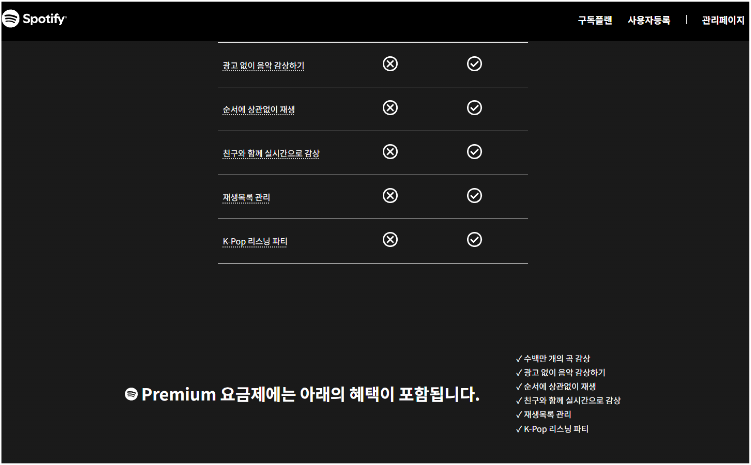 Spotify®
구독플랜 사용자등록 | 관리페이지
광고 없이 음악 감상하기
순서에 상관없이 재생
친구와 함께 실시간으로 감상
재생목록 관리
K Pop 리스닝 파티
Premium 요금제에는 아래의 혜택이 포함됩니다.
✓ 수백만 개의 곡 감상
✓ 광고 없이 음악 감상하기
✓ 순서에 상관없이 재생
✓ 친구와 함께 실시간으로 감상
✓ 재생목록 관리
✓ K-Pop 리스닝 파티